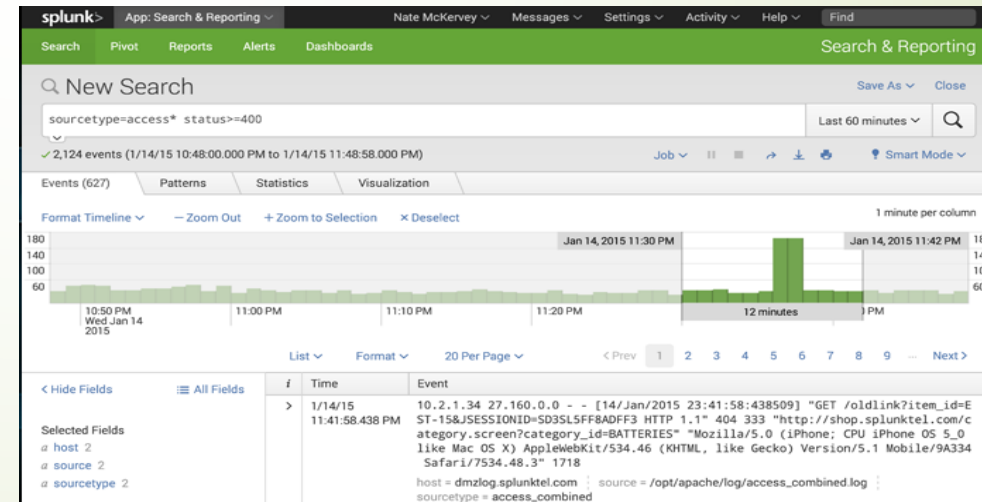 splunk> App: Search & Reporting Nate McKervey Messages Settings Activity Help Find
Search Pivot Reports Alerts Dashboards Search & Reporting
New Search Save As Close
sourcetype=access* status>=400 Last 60 minutes
2,124 events (1/14/15 10:48:00.000 PM to 1/14/15 11:48:58.000 PM) Job Smart Mode
Events (627) Patterns Statistics Visualization
Format Timeline — Zoom Out + Zoom to Selection × Deselect 1 minute per column
180 Jan 14, 2015 11:30 PM Jan 14, 2015 11:42 PM 18
140 14
100 10
60 60
10:50 PM 11:00 PM 11:10 PM 11:20 PM 12 minutes PM
Wed Jan 14
2015
List Format 20 Per Page < Prev 1 2 3 4 5 6 7 8 9 ... Next >
< Hide Fields All Fields i Time Event
> 1/14/15 10.2.1.34 27.160.0.0 - - [14/Jan/2015 23:41:58:438509] "GET /oldlink?item_id=E
11:41:58.438 PM ST-15&JSESSIONID=SD3SL5FF8ADFF3 HTTP 1.1" 404 333 "http://shop.splunktel.com/c
Selected Fields ategory.screen?category_id=BATTERIES" "Mozilla/5.0 (iPhone; CPU iPhone OS 5_0
a host 2 like Mac OS X) AppleWebKit/534.46 (KHTML, like Gecko) Version/5.1 Mobile/9A334
a source 2 Safari/7534.48.3" 1718
a sourcetype 2 host = dmzlog.splunktel.com source = /opt/apache/log/access_combined.log
sourcetype = access_combined